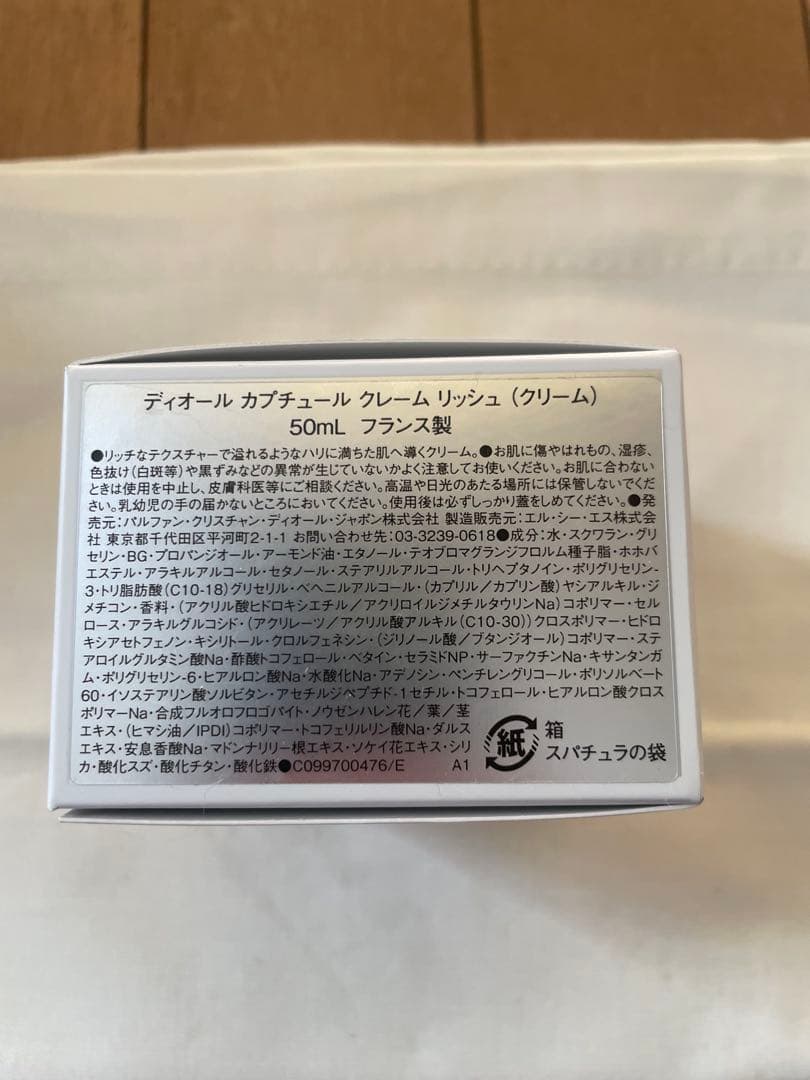 ディオール カプチュール クレーム リッシュ (クリーム)
50mL フランス製
●リッチなテクスチャーで溢れるようなハリに満ちた肌へ導くクリーム。●お肌に傷やはれもの、湿疹、
色抜け(白斑等)や黒ずみなどの異常が生じていないかよく注意してお使いください。お肌に合わない
ときは使用を中止し、皮膚科医等にご相談ください。高温や日光のあたる場所には保管しないでくだ
さい。乳幼児の手の届かないところにおいてください。使用後は必ずしっかり蓋をしめてください。●発
売元:パルファン・クリスチャン・ディオール・ジャポン株式会社 製造販売元:エル・シー・エス株式会
社 東京都千代田区平河町2-1-1 お問い合わせ先:03-3239-0618●成分:水・スクワラン・グリ
セリン・BG・プロパンジオール・アーモンド油・エタノール・テオブロマグランジフロルム種子脂・ホホバ
エステル・アラキルアルコール・セタノール・ステアリルアルコール・トリヘプタノイン・ポリグリセリン-
3・トリ脂肪酸(C10-18)グリセリル・ベヘニルアルコール・(カプリル/カプリン酸)ヤシアルキル・ジ
メチコン・香料・(アクリル酸ヒドロキシエチル/アクリロイルジメチルタウリンNa)コポリマー・セル
ロース・アラキルグルコシド・(アクリレーツ/アクリル酸アルキル(C10-30))クロスポリマー・ヒドロ
キシアセトフェノン・キシリトール・クロルフェネシン・(ジリノール酸/ブタンジオール)コポリマー・ステ
アロイルグルタミン酸Na・酢酸トコフェロール・ベタイン・セラミドNP・サーファクチンNa・キサンタンガ
ム・ポリグリセリン-6・ヒアルロン酸Na・水酸化Na・アデノシン・ペンチレングリコール・ポリソルベート
60・イソステアリン酸ソルビタン・アセチルジペプチド-1セチル・トコフェロール・ヒアルロン酸クロス
ポリマーNa・合成フルオロフロゴパイト・ノウゼンハレン花/葉/茎
エキス・(ヒマシ油/IPDI)コポリマー・トコフェリルリン酸Na・ダルス
エキス・安息香酸Na・マドンナリリー根エキス・ソケイ花エキス・シリ
カ・酸化スズ・酸化チタン・酸化鉄●C099700476/E A1
紙 箱
スパチュラの袋